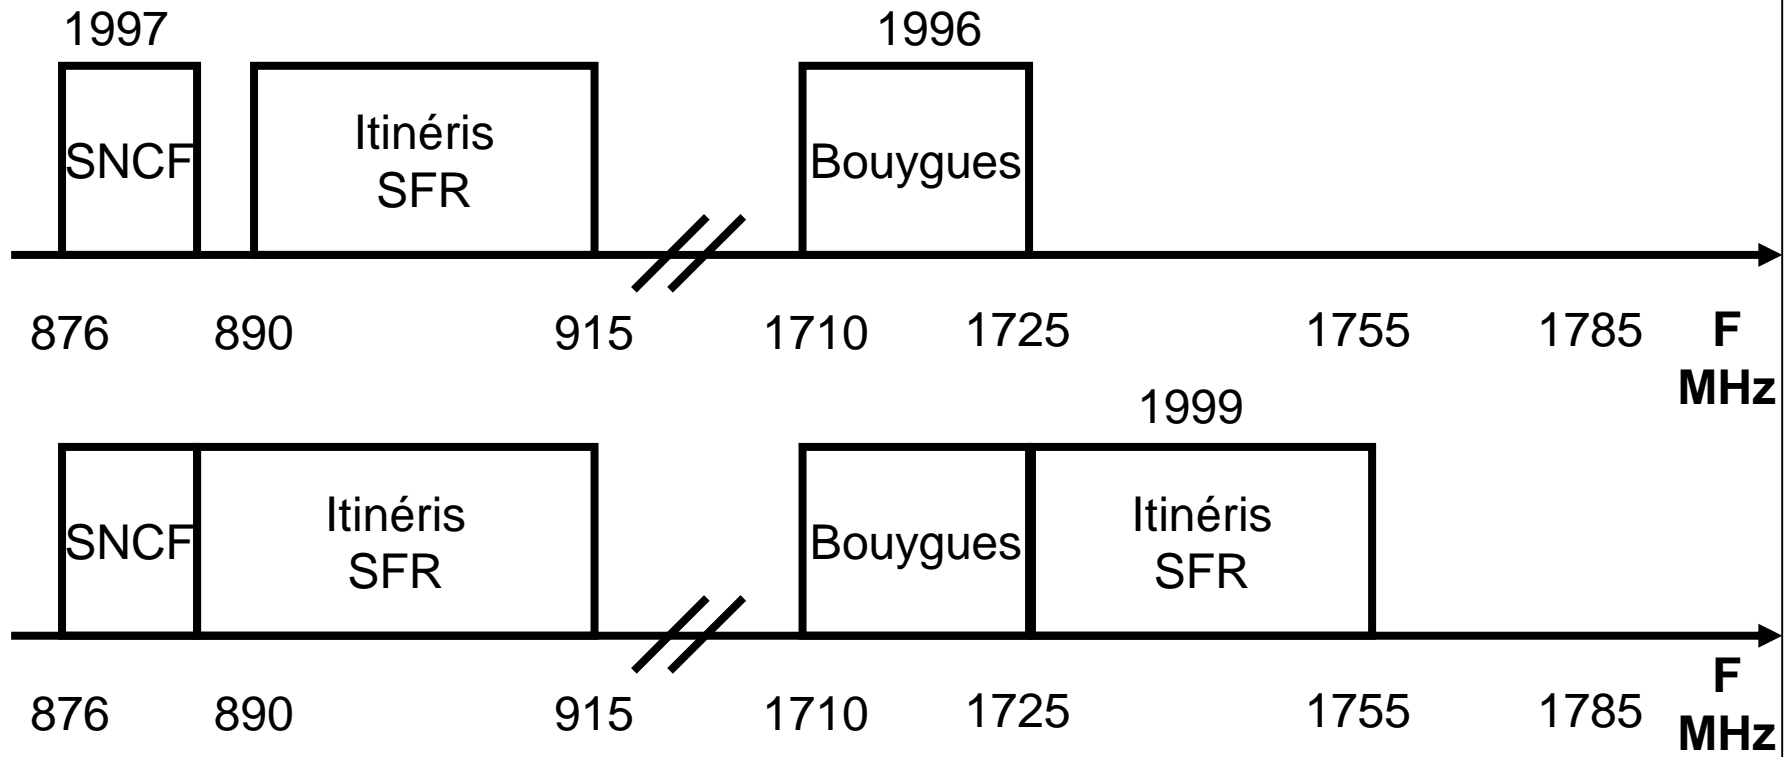 1997
1996
SNCF
Itinéris
SFR
Bouygues
876
890
915
1710
1725
1755
1785
F
MHz
1999
SNCF
Itinéris
SFR
Bouygues
Itinéris
SFR
876
890
915
1710
1725
1755
1785
F
MHz